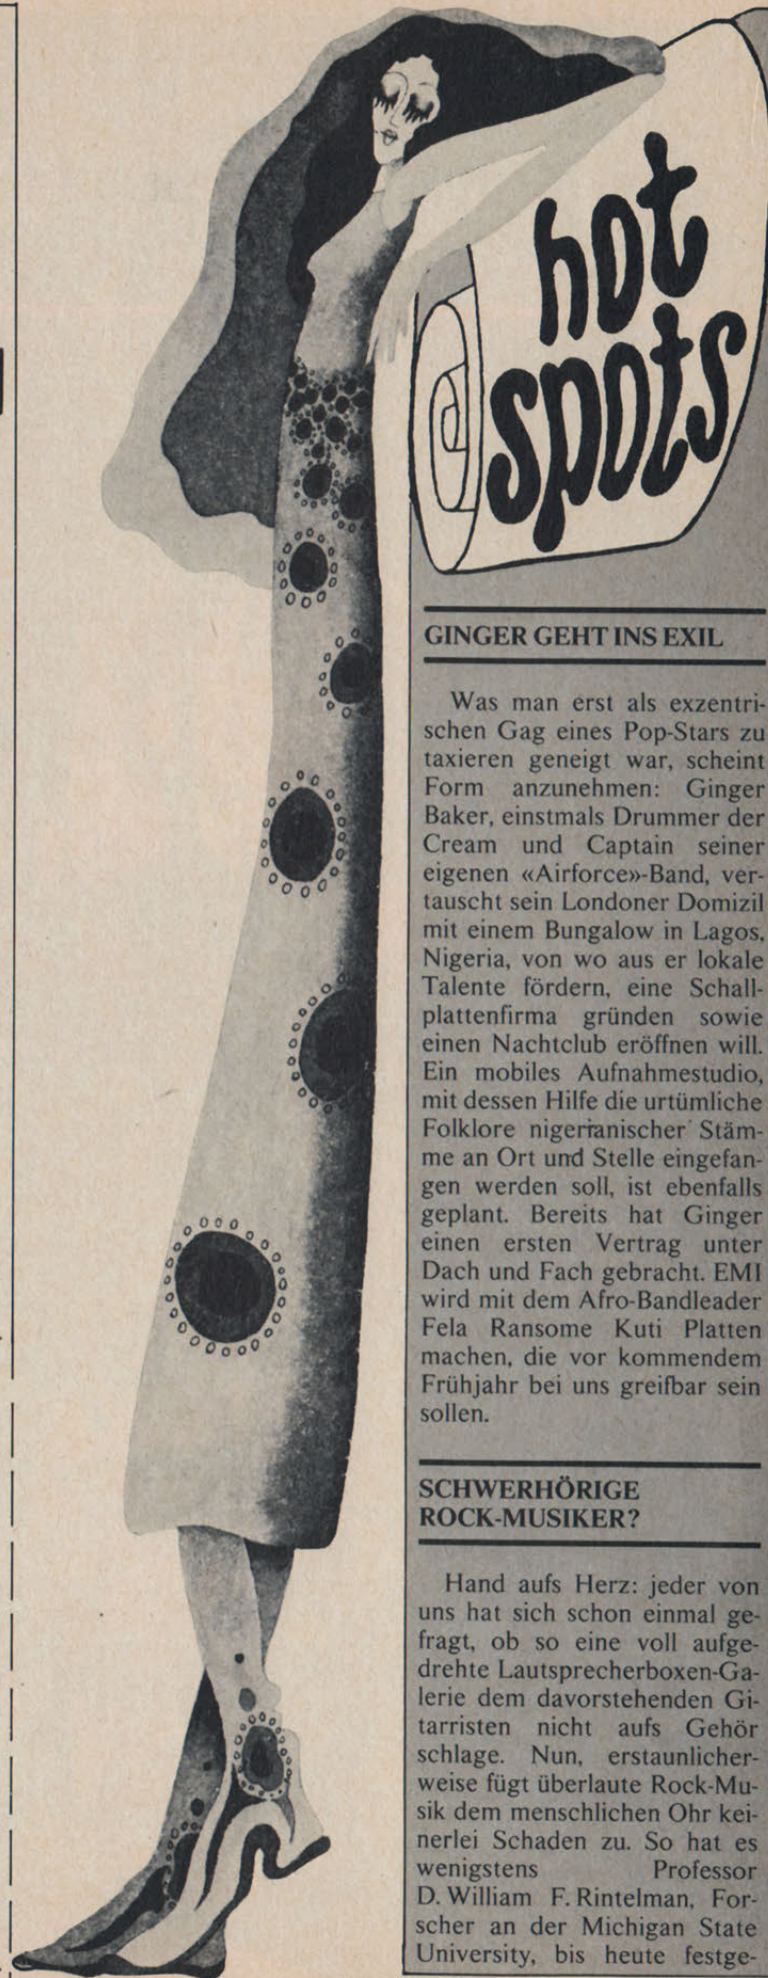 hot
spots
GINGER GEHT INS EXIL
Was man erst als exzentri-
schen Gag eines Pop-Stars zu
taxieren geneigt war, scheint
Form anzunehmen: Ginger
Baker, einstmals Drummer der
Cream und Captain seiner
eigenen «Airforce»-Band, ver-
tauscht sein Londoner Domizil
mit einem Bungalow in Lagos,
Nigeria, von wo aus er lokale
Talente fördern, eine Schall-
plattenfirma gründen sowie
einen Nachtclub eröffnen will.
Ein mobiles Aufnahmestudio,
mit dessen Hilfe die urtümliche
Folklore nigerianischer Stäm-
me an Ort und Stelle eingefan-
gen werden soll, ist ebenfalls
geplant. Bereits hat Ginger
einen ersten Vertrag unter
Dach und Fach gebracht. EMI
wird mit dem Afro-Bandleader
Fela Ransome Kuti Platten
machen, die vor kommendem
Frühjahr bei uns greifbar sein
sollen.
SCHWERHÖRIGE
ROCK-MUSIKER?
Hand aufs Herz: jeder von
uns hat sich schon einmal ge-
fragt, ob so eine voll aufge-
drehte Lautsprecherboxen-Ga-
lerie dem davorstehenden Gi-
tarristen nicht aufs Gehör
schlage. Nun, erstaunlicher-
weise fügt überlaute Rock-Mu-
sik dem menschlichen Ohr kei-
nerlei Schaden zu. So hat es
wenigstens Professor
D. William F. Rintelman, For-
scher an der Michigan State
University, bis heute festge-